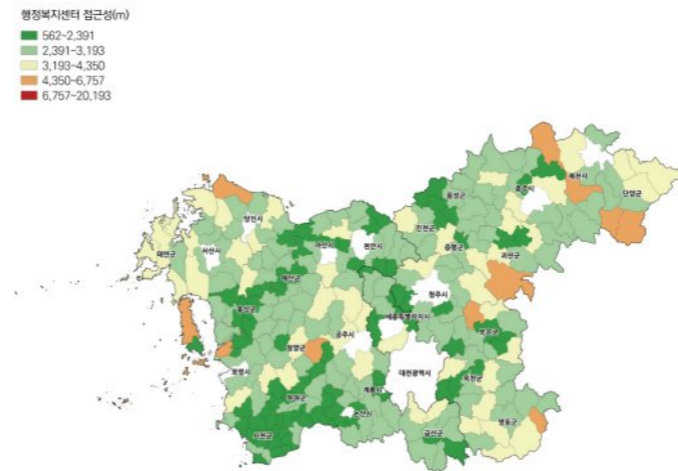 행정복지센터 접근성(m)
562~2,391
2,391~3,193
3,193~4,350
4,350~6,757
6,757~20,193
제천시
단양군
충주시
음성군
당진시
진천군
아산시
천안시
증평군
괴산군
태안군
서산시
예산군
청주시
홍성군
세종특별자치시
보은군
공주시
청양군
보령시
대전광역시
옥천군
계룡시
부여군
논산시
서천군
영동군
금산군